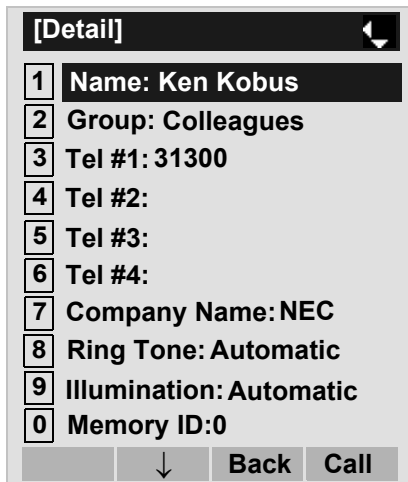 [Detail]
1 Name: Ken Kobus
2 Group: Colleagues
3 Tel #1: 31300
4 Tel #2:
5 Tel #3:
6 Tel #4:
7 Company Name: NEC
8 Ring Tone: Automatic
9 Illumination: Automatic
0 Memory ID:0
↓ Back Call